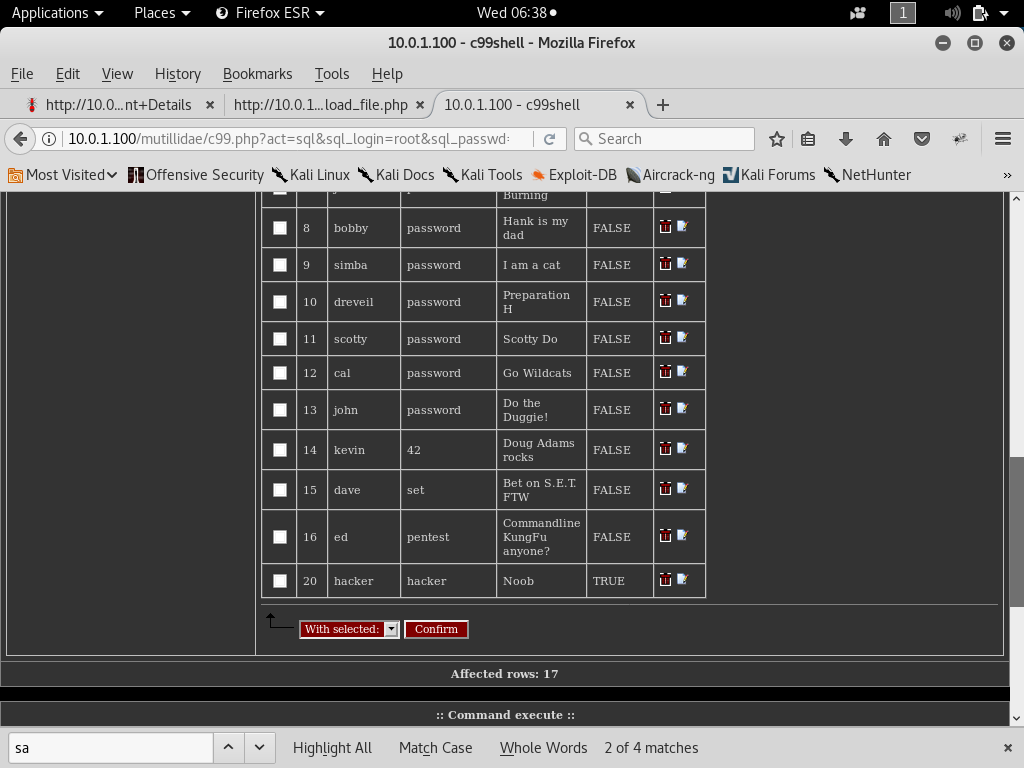 Applications Places Firefox ESR Wed 06:38 1
10.0.1.100 - c99shell - Mozilla Firefox
File Edit View History Bookmarks Tools Help
http://10.0...nt+Details http://10.0.1...load_file.php 10.0.1.100 - c99shell
10.0.1.100/mutillidae/c99.php?act=sql&sql_login=root&sql_passwd= Search
Most Visited Offensive Security Kali Linux Kali Docs Kali Tools Exploit-DB Aircrack-ng Kali Forums NetHunter »
Burning
8 bobby password Hank is my dad FALSE
9 simba password I am a cat FALSE
10 dreveil password Preparation H FALSE
11 scotty password Scotty Do FALSE
12 cal password Go Wildcats FALSE
13 john password Do the Duggie! FALSE
14 kevin 42 Doug Adams rocks FALSE
15 dave set Bet on S.E.T. FTW FALSE
16 ed pentest Commandline KungFu anyone? FALSE
20 hacker hacker Noob TRUE
With selected: Confirm
Affected rows: 17
:: Command execute ::
sa Highlight All Match Case Whole Words 2 of 4 matches